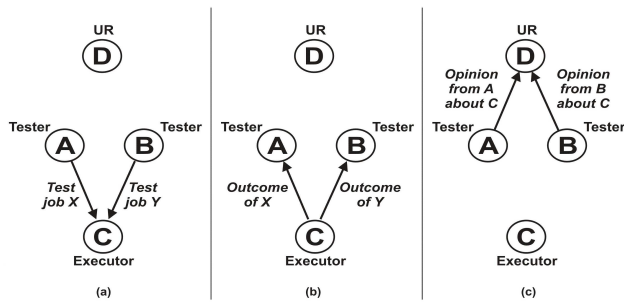 UR
D
Tester
Tester
A
B
Test
job X
Test
job Y
C
Executor
(a)
UR
D
Tester
Tester
A
B
Outcome
of X
Outcome
of Y
C
Executor
(b)
UR
D
Opinion
from A
about C
Opinion
from B
about C
Tester
Tester
A
B
C
Executor
(c)